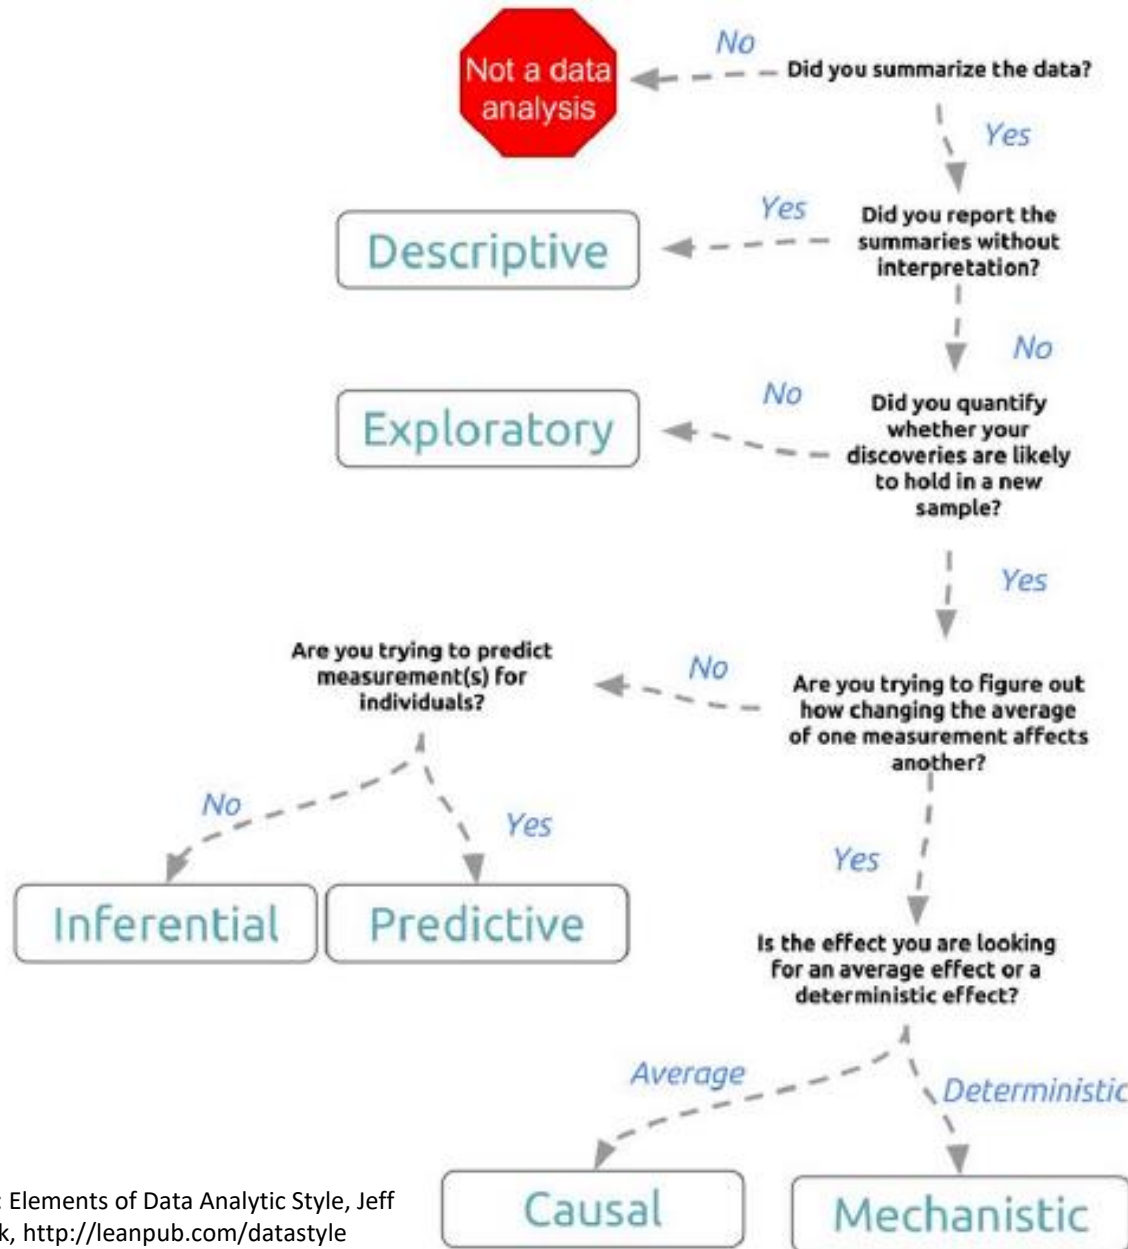 No
Did you summarize the data?
Not a data
analysis
Yes
Did you report the
summaries without
interpretation?
Yes
Descriptive
No
Did you quantify
whether your
discoveries are likely
to hold in a new
sample?
No
Exploratory
Yes
Are you trying to figure out
how changing the average
of one measurement affects
another?
No
Are you trying to predict
measurement(s) for
individuals?
No
Yes
Inferential
Predictive
Yes
Is the effect you are looking
for an average effect or a
deterministic effect?
Average
Deterministic
Causal
Mechanistic
: Elements of Data Analytic Style, Jeff
k, http://leanpub.com/datastyle